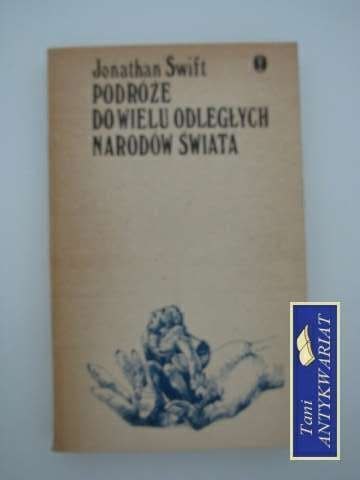 Jonathan Swift
PODRÓŻE
DO WIELU ODLEGŁYCH
NARODÓW ŚWIATA
Tani
ANTYKWARIAT